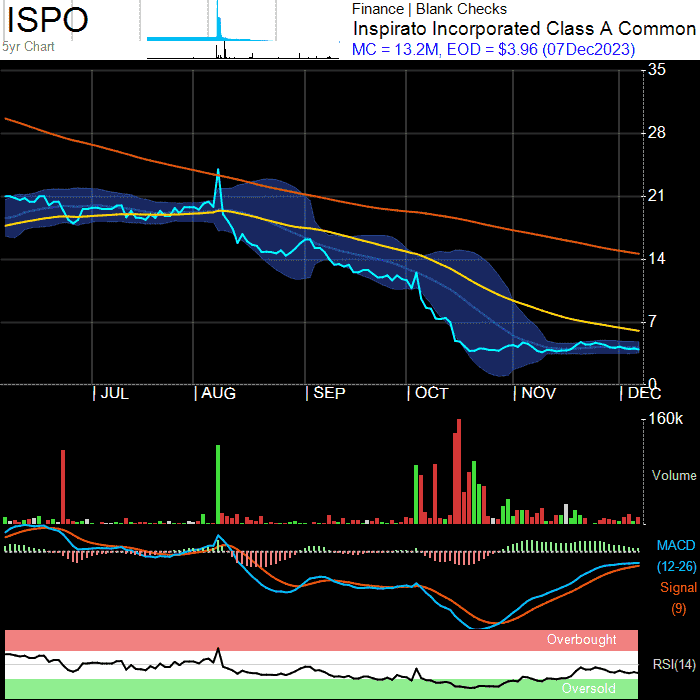 ISPO
5yr Chart
Finance | Blank Checks
Inspirato Incorporated Class A Common
MC = 13.2M, EOD = $3.96 (07Dec2023)
35
28
21
14
7
0
JUL
AUG
SEP
OCT
NOV
DEC
160k
Volume
MACD
(12-26)
Signal
(9)
Overbought
RSI(14)
Oversold